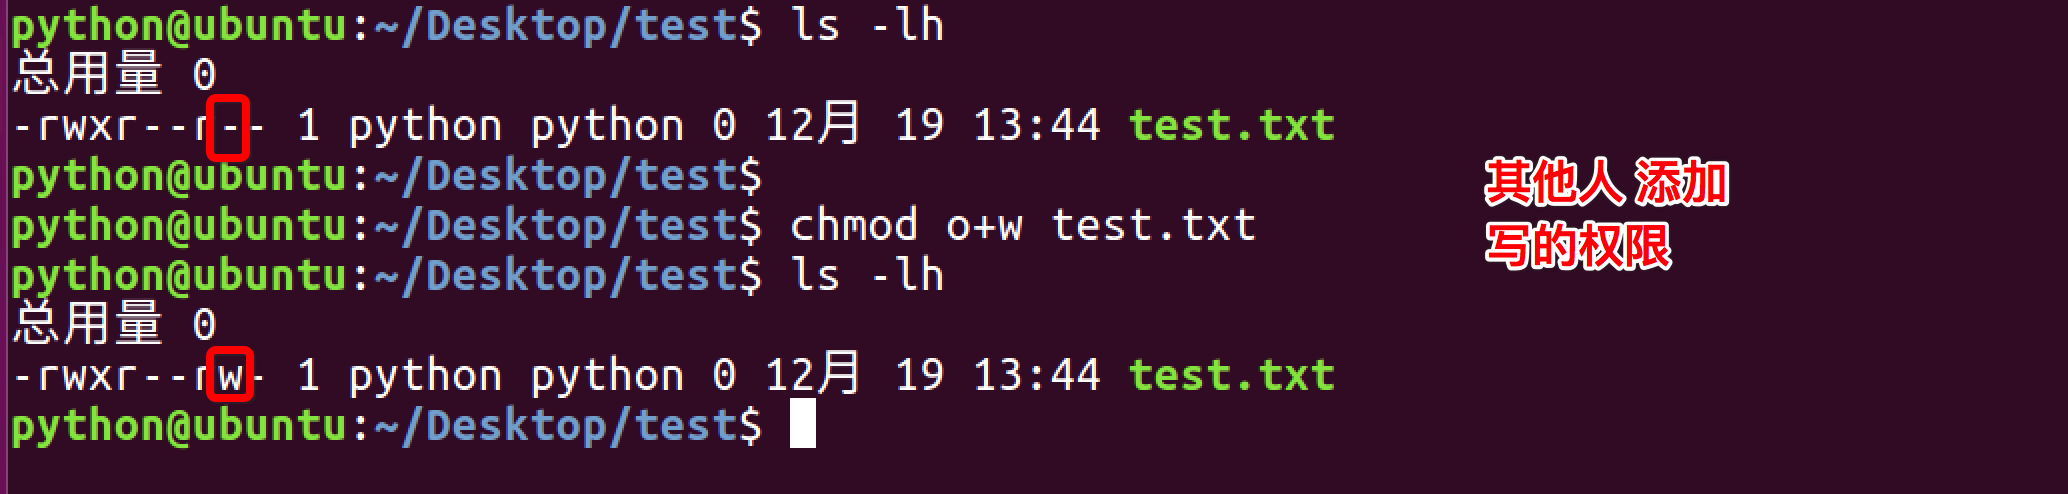 python@ubuntu:~/Desktop/test$ ls -lh
总用量 0
-rwxr--r-- 1 python python 0 12月 19 13:44 test.txt
python@ubuntu:~/Desktop/test$
python@ubuntu:~/Desktop/test$ chmod o+w test.txt
python@ubuntu:~/Desktop/test$ ls -lh
总用量 0
-rwxr--rw- 1 python python 0 12月 19 13:44 test.txt
python@ubuntu:~/Desktop/test$
其他人 添加
写的权限